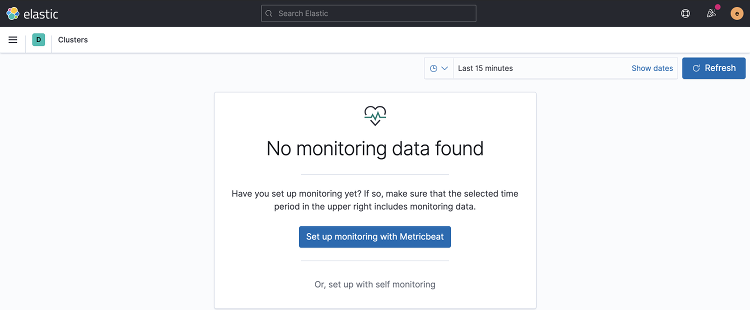 elastic
Search Elastic
e
D
Clusters
Last 15 minutes
Show dates
Refresh
No monitoring data found
Have you set up monitoring yet? If so, make sure that the selected time
period in the upper right includes monitoring data.
Set up monitoring with Metricbeat
Or, set up with self monitoring